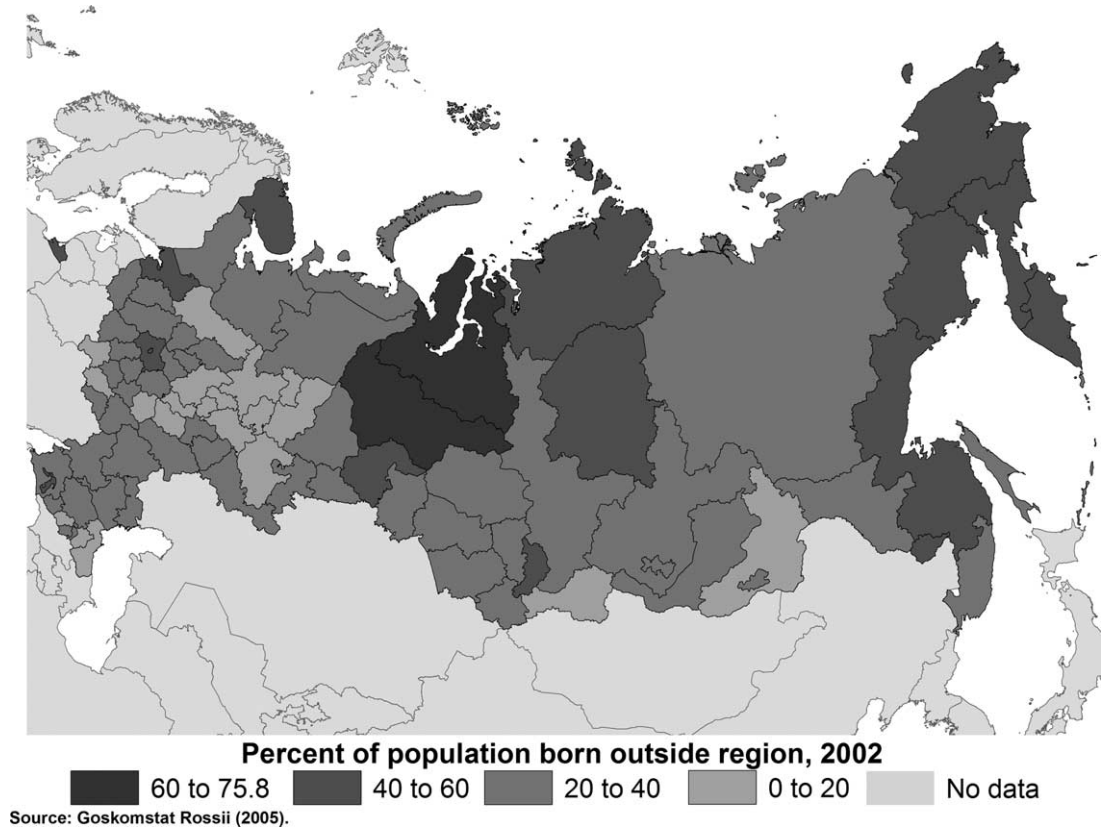 Percent of population born outside region, 2002
60 to 75.8 40 to 60 20 to 40 0 to 20 No data
Source: Goskomstat Rossii (2005).